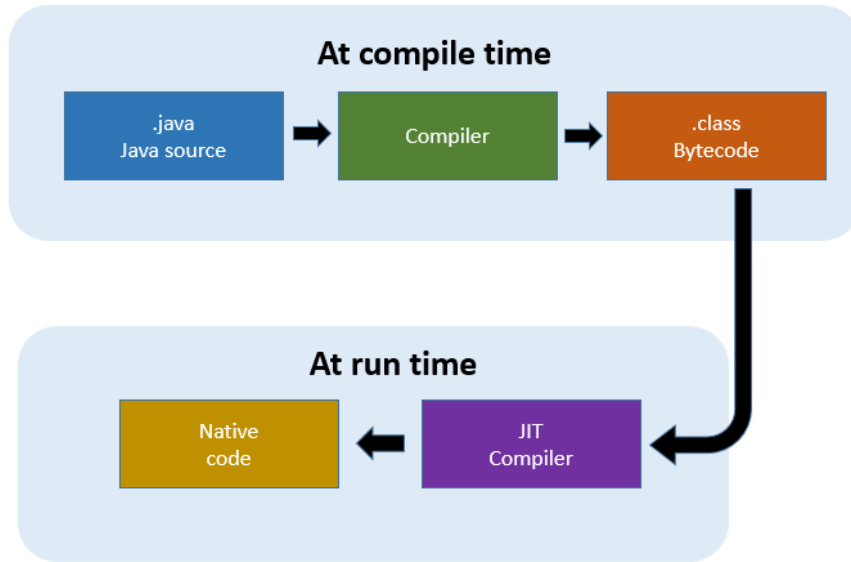 At compile time
.java
Java source
Compiler
.class
Bytecode
At run time
Native
code
JIT
Compiler